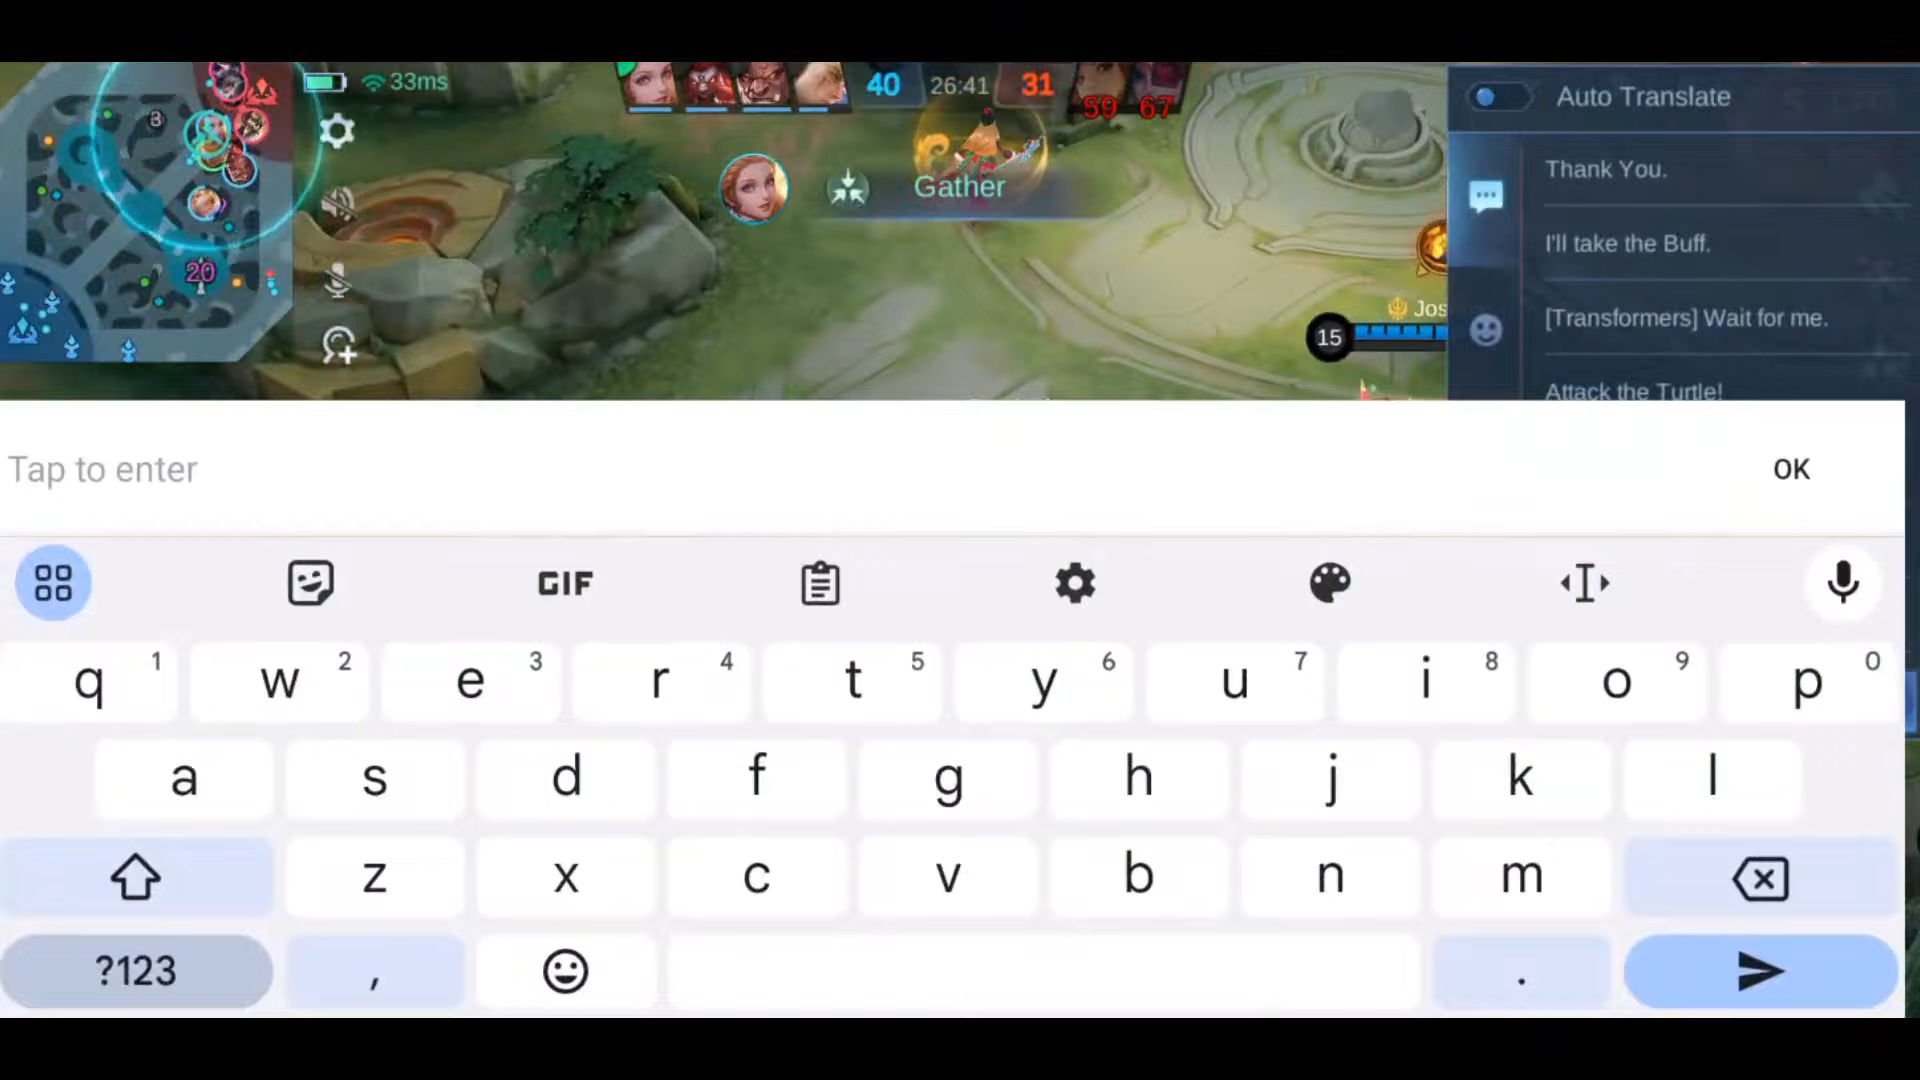 33ms
40
26:41
31
59
67
Auto Translate
8
Gather
Thank You.
I'll take the Buff.
20
Jos
15
[Transformers] Wait for me.
Attack the Turtle!
Tap to enter
OK
GIF
q 1 w 2 e 3 r 4 t 5 y 6 u 7 i 8 o 9 p 0
a s d f g h j k l
z x c v b n m
?123 , .